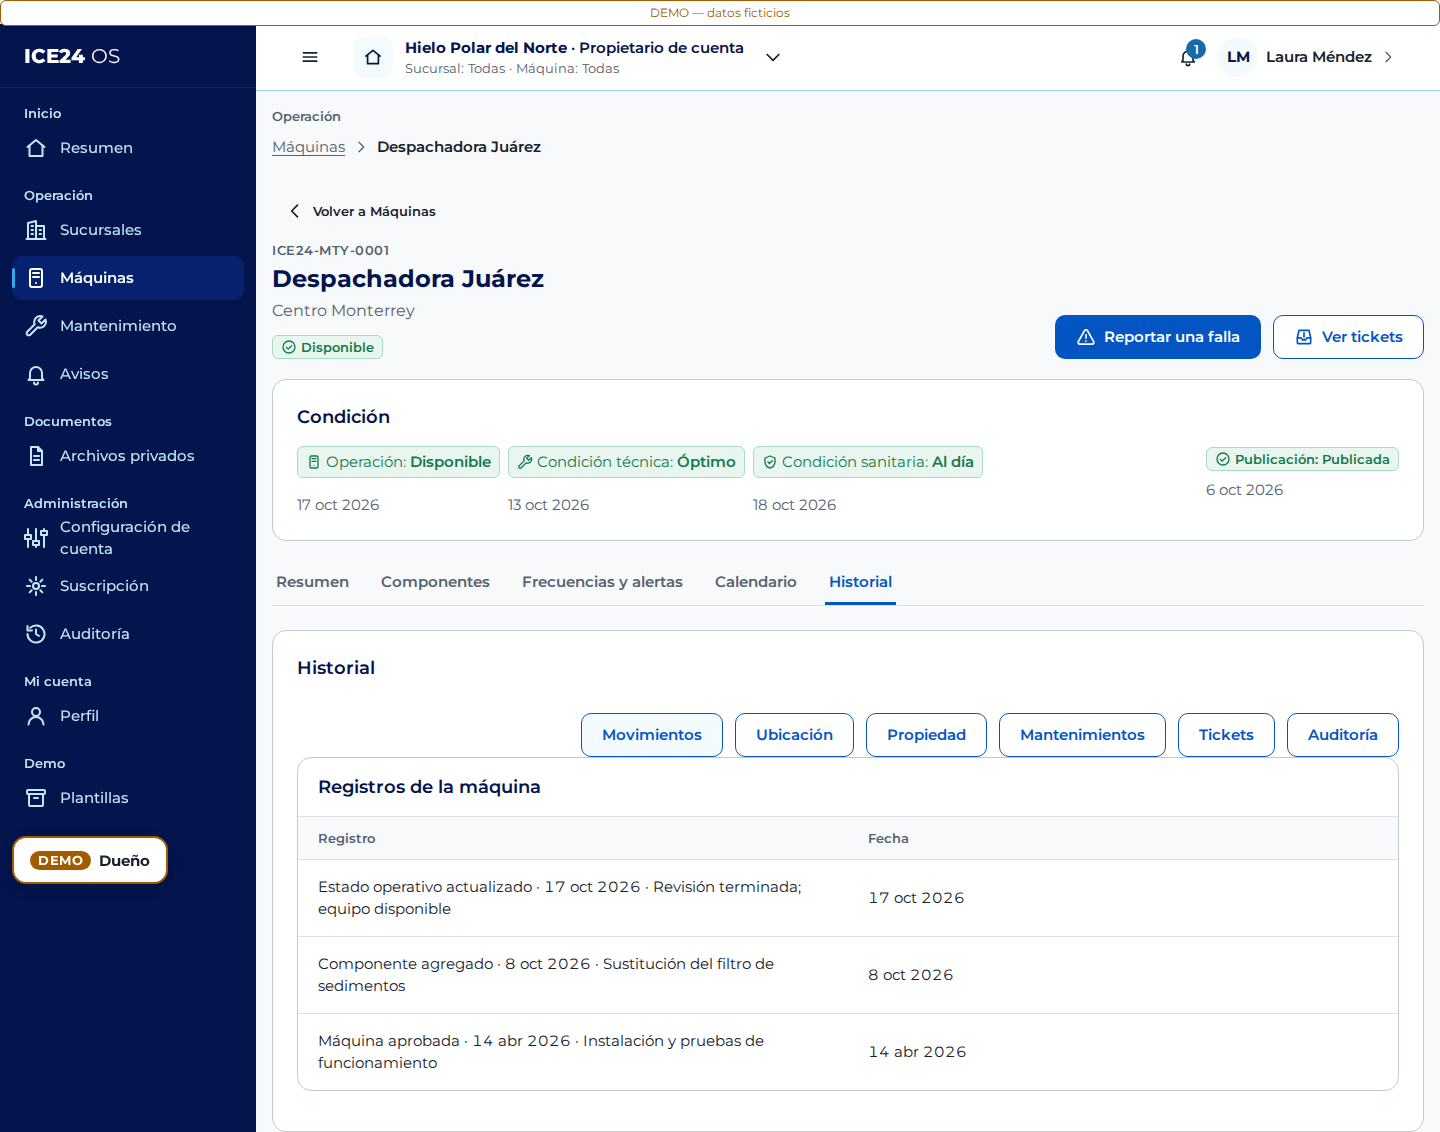 DEMO — datos ficticios
ICE24 OS
Inicio
Resumen
Operación
Sucursales
Máquinas
Mantenimiento
Avisos
Documentos
Archivos privados
Administración
Configuración de
cuenta
Suscripción
Auditoría
Mi cuenta
Perfil
Demo
Plantillas
DEMO Dueño
Hielo Polar del Norte · Propietario de cuenta
Sucursal: Todas · Máquina: Todas
1
LM Laura Méndez
Operación
Máquinas Despachadora Juárez
Volver a Máquinas
ICE24-MTY-0001
Despachadora Juárez
Centro Monterrey
Disponible
Reportar una falla
Ver tickets
Condición
Operación: Disponible
17 oct 2026
Condición técnica: Óptimo
13 oct 2026
Condición sanitaria: Al día
18 oct 2026
Publicación: Publicada
6 oct 2026
Resumen Componentes Frecuencias y alertas Calendario Historial
Historial
Movimientos Ubicación Propiedad Mantenimientos Tickets Auditoría
Registros de la máquina
Registro Fecha
Estado operativo actualizado · 17 oct 2026 · Revisión terminada;
equipo disponible
17 oct 2026
Componente agregado · 8 oct 2026 · Sustitución del filtro de
sedimentos
8 oct 2026
Máquina aprobada · 14 abr 2026 · Instalación y pruebas de
funcionamiento
14 abr 2026